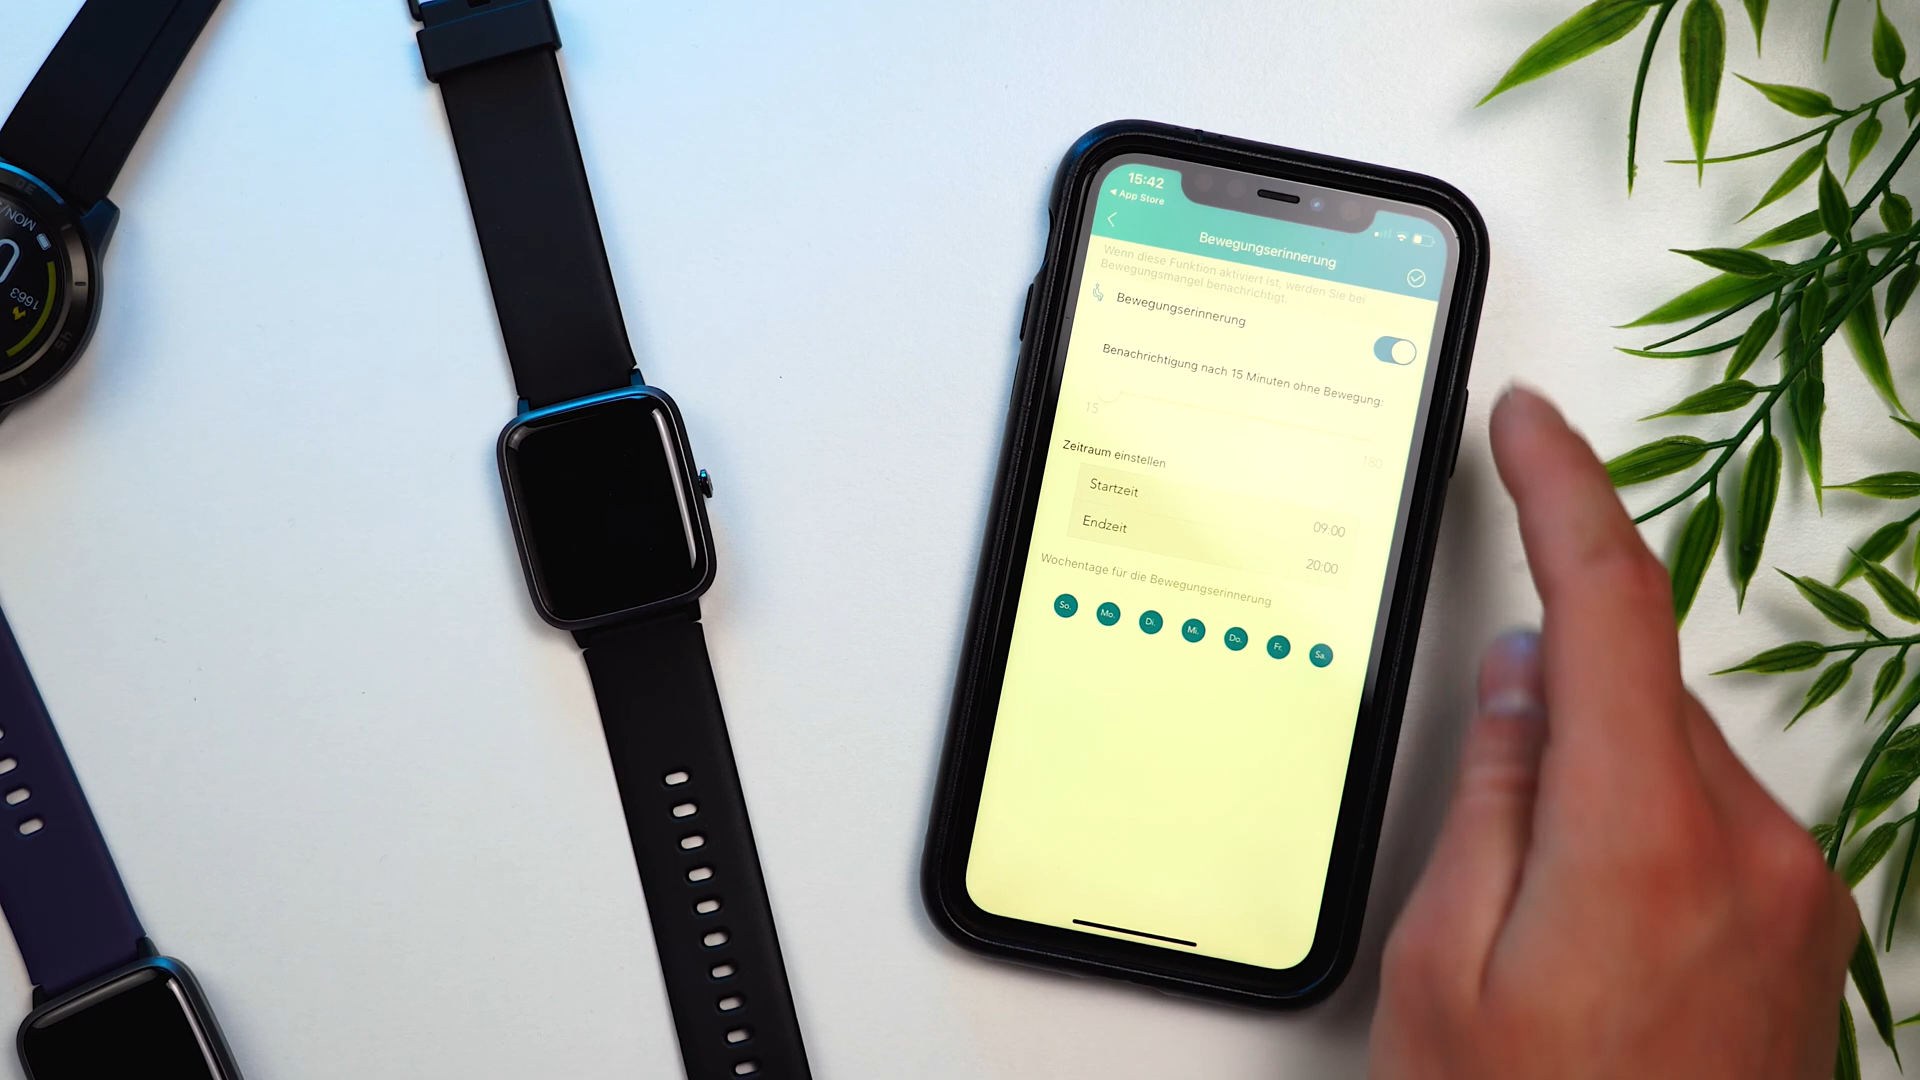 15:42
App Store
Bewegungserinnerung
Wenn diese Funktion aktiviert ist, werden Sie bei
Bewegungsmangel benachrichtigt.
Bewegungserinnerung
Benachrichtigung nach 15 Minuten ohne Bewegung:
15
180
Zeitraum einstellen
Startzeit
09:00
Endzeit
20:00
Wochentage für die Bewegungserinnerung
So. Mo. Di. Mi. Do. Fr. Sa.
MON
1663
45